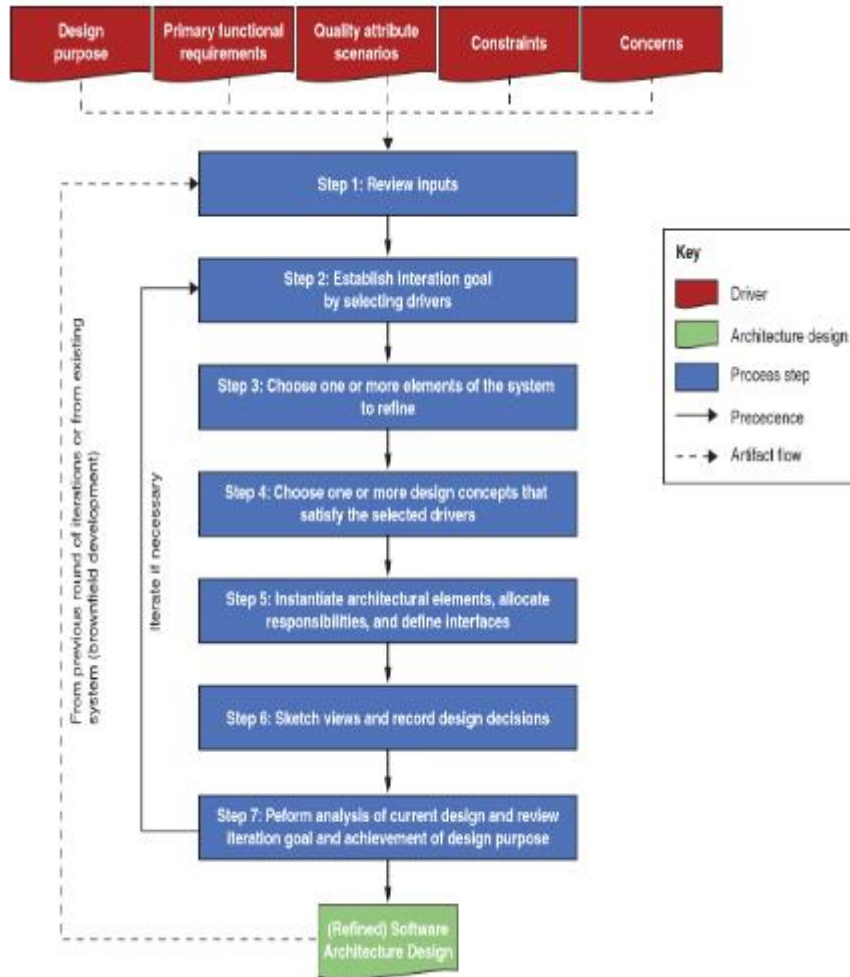 Design
purpose
Primary functional
requirements
Quality attribute
scenarios
Constraints
Concerns
Step 1: Review inputs
Step 2: Establish interation goal
by selecting drivers
Step 3: Choose one or more elements of the system
to refine
Step 4: Choose one or more design concepts that
satisfy the selected drivers
Step 5: Instantiate architectural elements, allocate
responsibilities, and define interfaces
Step 6: Sketch views and record design decisions
Step 7: Peform analysis of current design and review
iteration goal and achievement of design purpose
(Refined) Software
Architecture Design
From previous round of iterations or from existing
system (brownfield development)
Iterate if necessary
Key
Driver
Architecture design
Process step
Prececence
Artifact flow